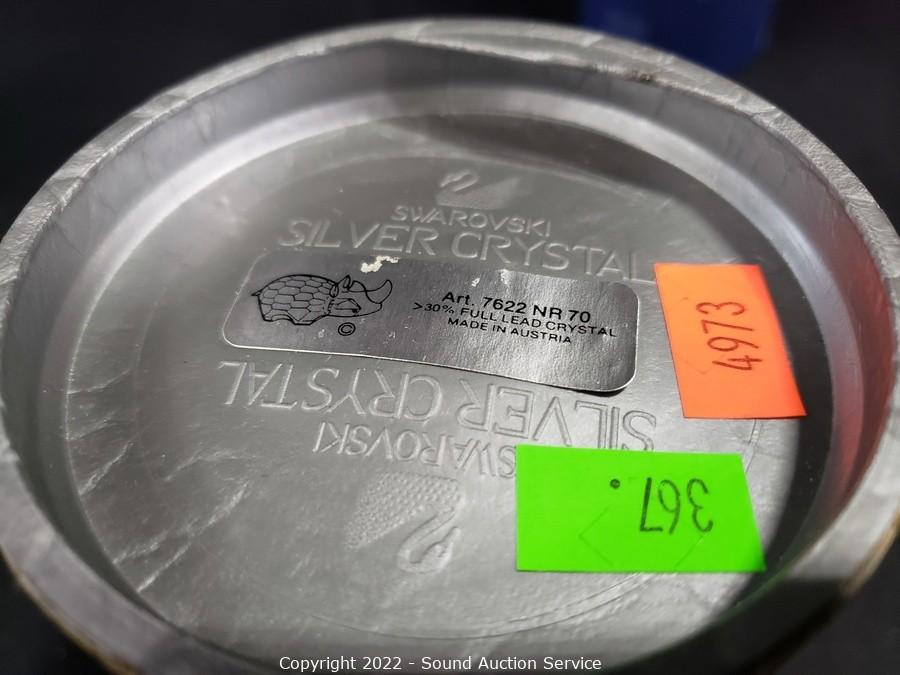 SWAROVSKI
SILVER CRYSTAL
Art. 7622 NR 70
>30% FULL LEAD CRYSTAL
MADE IN AUSTRIA
©
4973
SILVER CRYSTAL
SWAROVSKI
367.
Copyright 2022 - Sound Auction Service